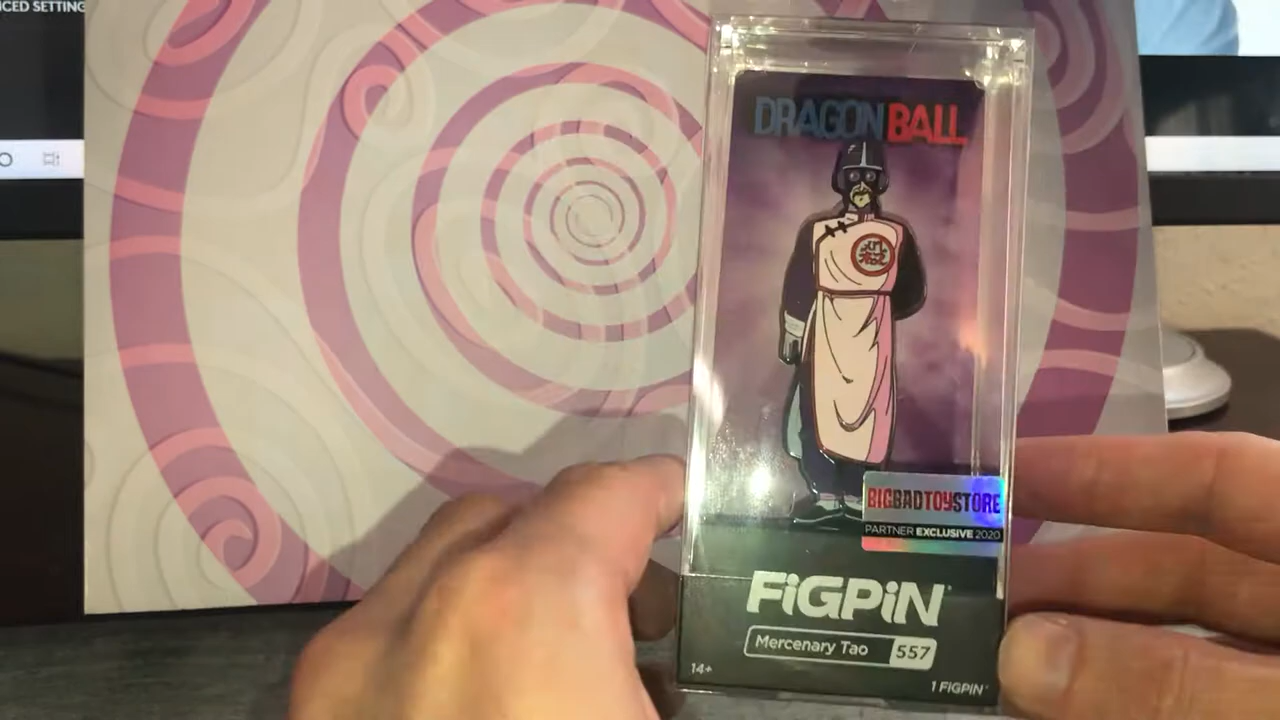 CED SETTING
DRAGON BALL
BIGBADTOYSTORE
PARTNER EXCLUSIVE 2020
FiGPiN
Mercenary Tao 557
14+
1 FIGPIN